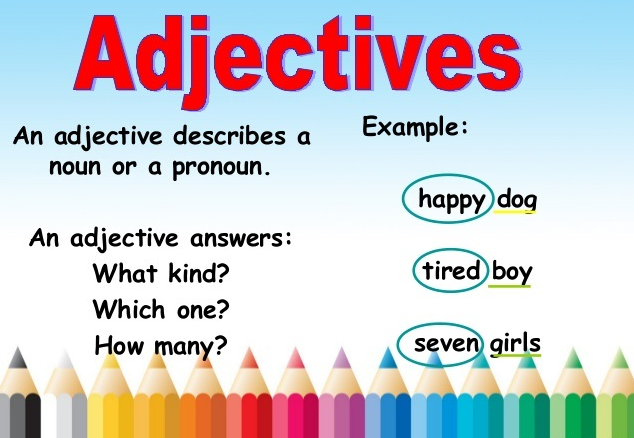 Adjectives
An adjective describes a
noun or a pronoun.
An adjective answers:
What kind?
Which one?
How many?
Example:
happy dog
tired boy
seven girls